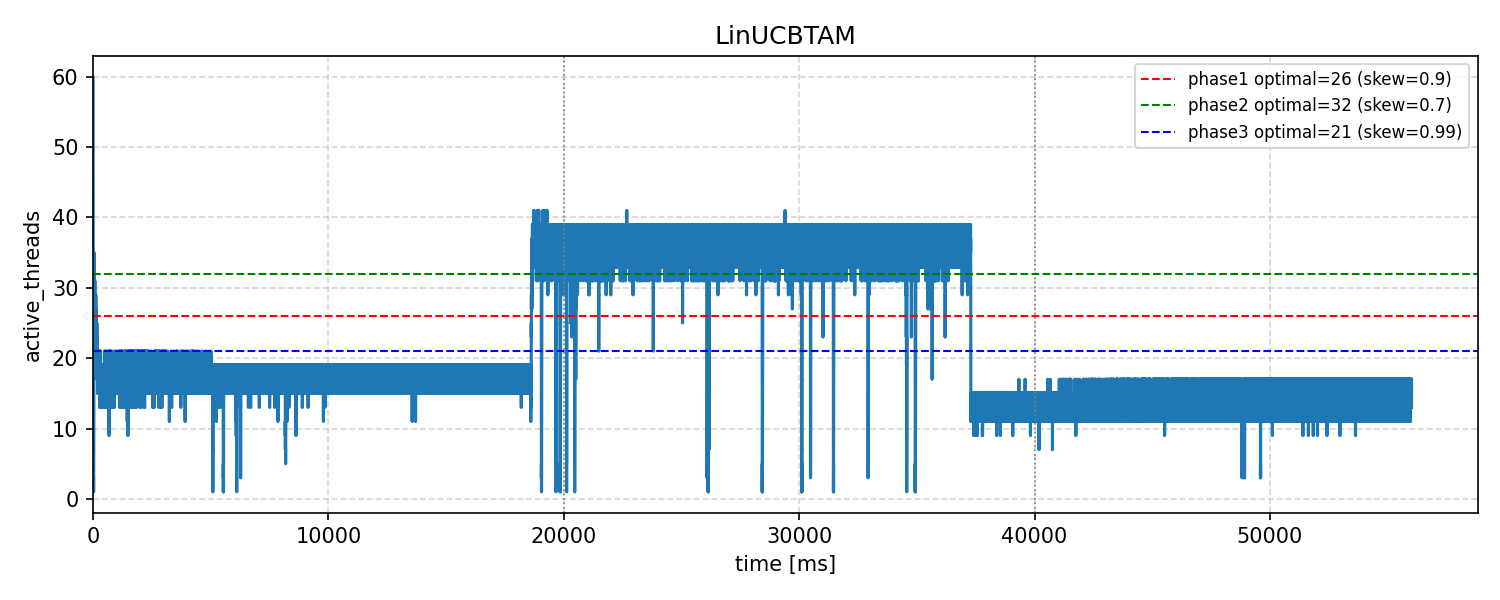 LinUCBTAM
phase1 optimal=26 (skew=0.9)
phase2 optimal=32 (skew=0.7)
phase3 optimal=21 (skew=0.99)
active_threads
60
50
40
30
20
10
0
0 10000 20000 30000 40000 50000
time [ms]